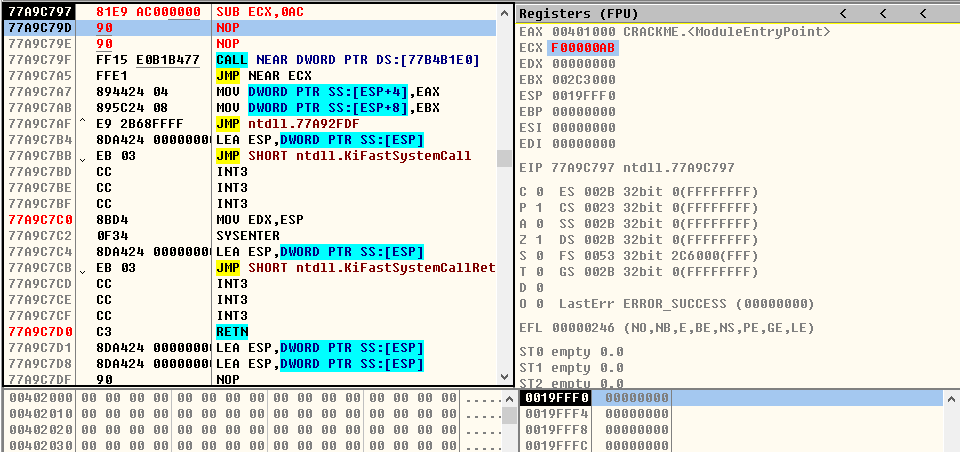 77A9C797 81E9 AC000000 SUB ECX,0AC
77A9C79D 90 NOP
77A9C79E 90 NOP
77A9C79F FF15 E0B1B477 CALL NEAR DWORD PTR DS:[77B4B1E0]
77A9C7A5 FFE1 JMP NEAR ECX
77A9C7A7 894424 04 MOV DWORD PTR SS:[ESP+4],EAX
77A9C7AB 895C24 08 MOV DWORD PTR SS:[ESP+8],EBX
77A9C7AF ^ E9 2B68FFFF JMP ntdll.77A92FDF
77A9C7B4 8DA424 0000000 LEA ESP,DWORD PTR SS:[ESP]
77A9C7BB EB 03 JMP SHORT ntdll.KiFastSystemCall
77A9C7BD CC INT3
77A9C7BE CC INT3
77A9C7BF CC INT3
77A9C7C0 8BD4 MOV EDX,ESP
77A9C7C2 0F34 SYSENTER
77A9C7C4 8DA424 0000000 LEA ESP,DWORD PTR SS:[ESP]
77A9C7CB EB 03 JMP SHORT ntdll.KiFastSystemCallRet
77A9C7CD CC INT3
77A9C7CE CC INT3
77A9C7CF CC INT3
77A9C7D0 C3 RETN
77A9C7D1 8DA424 0000000 LEA ESP,DWORD PTR SS:[ESP]
77A9C7D8 8DA424 0000000 LEA ESP,DWORD PTR SS:[ESP]
77A9C7DF 90 NOP
Registers (FPU) < < <
EAX 00401000 CRACKME.<ModuleEntryPoint>
ECX F00000AB
EDX 00000000
EBX 002C3000
ESP 0019FFF0
EBP 00000000
ESI 00000000
EDI 00000000
EIP 77A9C797 ntdll.77A9C797
C 0 ES 002B 32bit 0(FFFFFFFF)
P 1 CS 0023 32bit 0(FFFFFFFF)
A 0 SS 002B 32bit 0(FFFFFFFF)
Z 1 DS 002B 32bit 0(FFFFFFFF)
S 0 FS 0053 32bit 2C6000(FFF)
T 0 GS 002B 32bit 0(FFFFFFFF)
D 0
O 0 LastErr ERROR_SUCCESS (00000000)
EFL 00000246 (NO,NB,E,BE,NS,PE,GE,LE)
ST0 empty 0.0
ST1 empty 0.0
ST2 empty 0.0
00402000 00 00 00 00 00 00 00 00 00 00 00 00 00 00 00 00 .....
00402010 00 00 00 00 00 00 00 00 00 00 00 00 00 00 00 00 .....
00402020 00 00 00 00 00 00 00 00 00 00 00 00 00 00 00 00 .....
00402030 00 00 00 00 00 00 00 00 00 00 00 00 00 00 00 00 .....
0019FFF0 00000000
0019FFF4 00000000
0019FFF8 00000000
0019FFFC 00000000